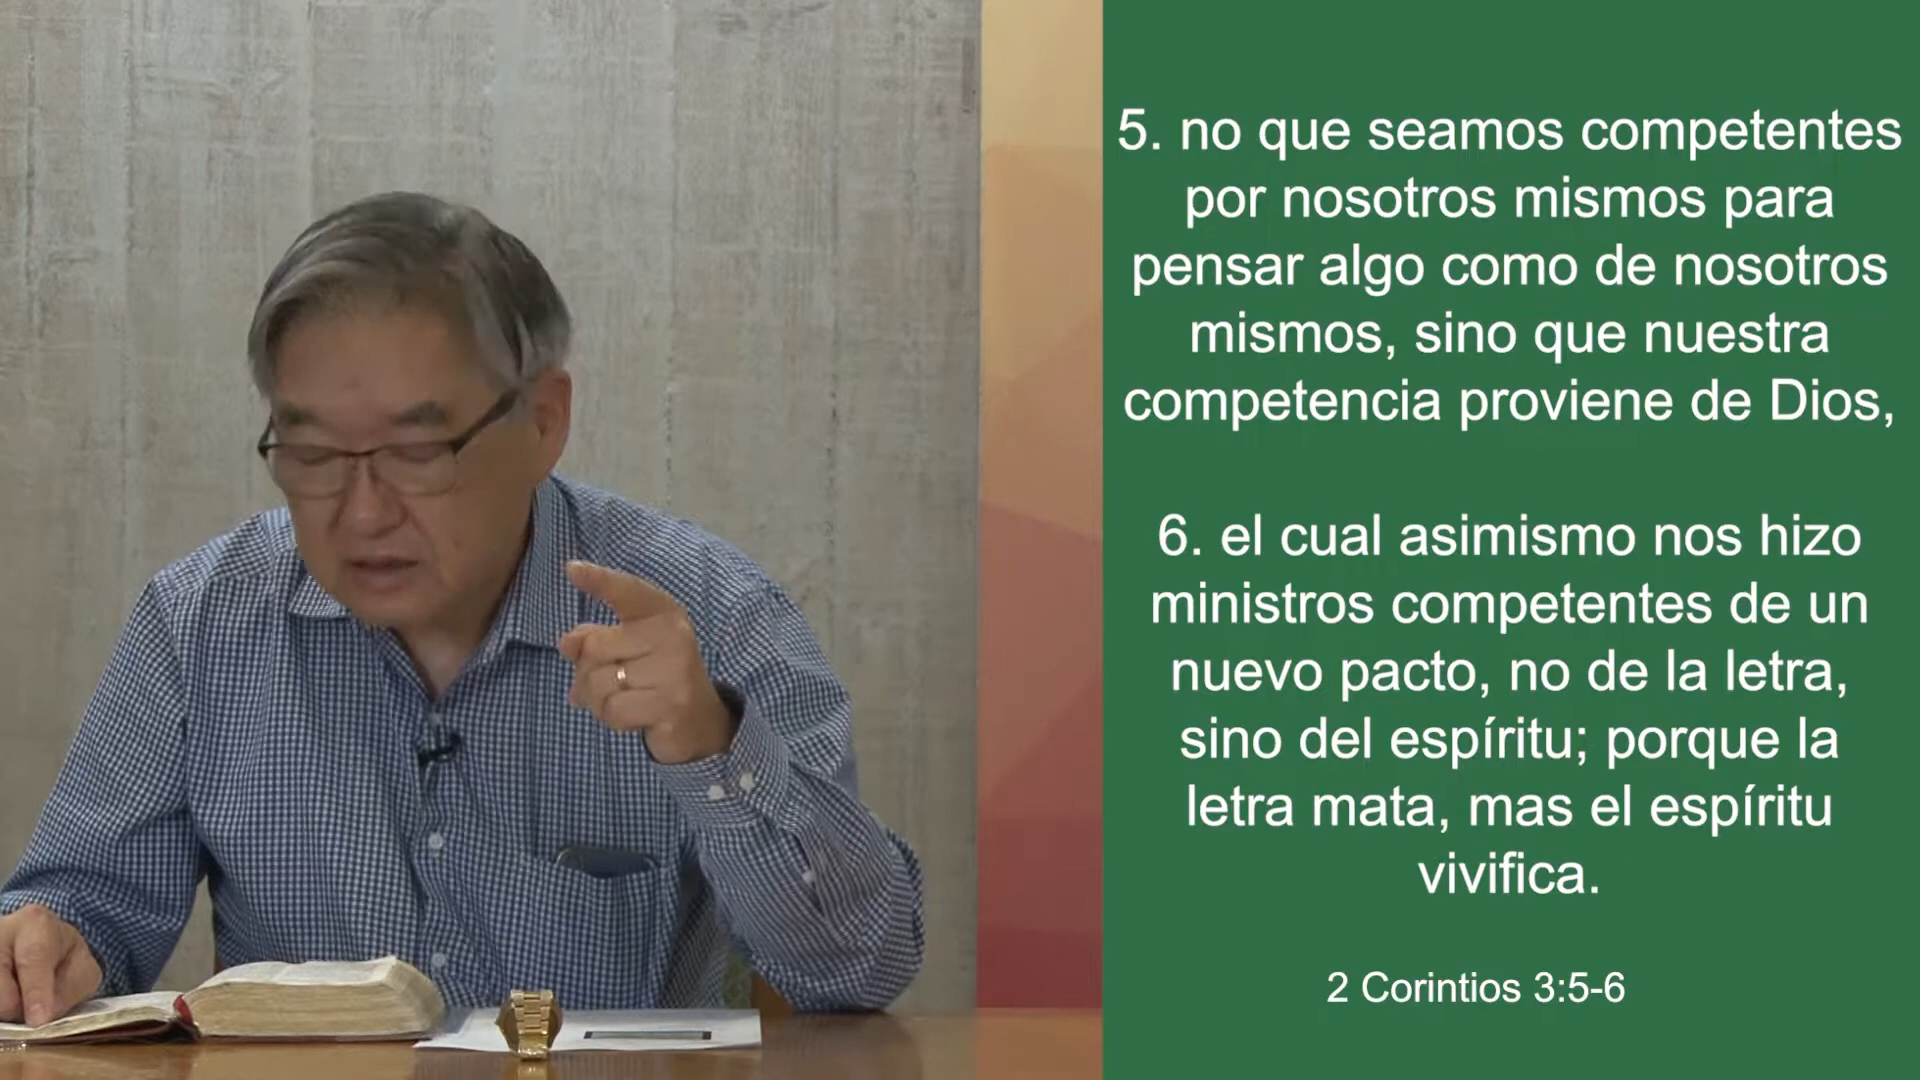 5. no que seamos competentes
por nosotros mismos para
pensar algo como de nosotros
mismos, sino que nuestra
competencia proviene de Dios,
6. el cual asimismo nos hizo
ministros competentes de un
nuevo pacto, no de la letra,
sino del espíritu; porque la
letra mata, mas el espíritu
vivifica.
2 Corintios 3:5-6